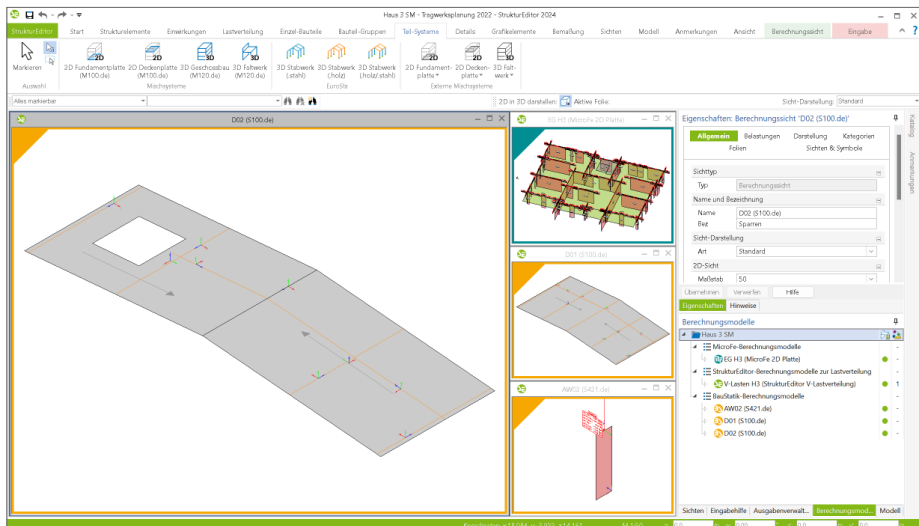 Haus 3 SM - Tragwerksplanung 2022 - StrukturEditor 2024
StrukturEditor Start Strukturelemente Einwirkungen Lastverteilung Einzel-Bauteile Bauteil-Gruppen Teil-Systeme Details Grafikelemente Bemaßung Sichten Modell Anmerkungen Ansicht Berechnungssicht Eingabe
Markieren
2D Fundamentplatte (M100.de)
2D Deckenplatte (M100.de)
3D Geschossbau (M120.de)
3D Faltwerk (M120.de)
3D Stabwerk (.stahl)
3D Stabwerk (.holz)
3D Stabwerk (.holz/.stahl)
2D Fundament-platte
2D Decken-platte
3D Falt-werk
Auswahl Mischsysteme EuroSta Externe Mischsysteme
Alles markierbar 2D in 3D darstellen: Aktive Folie: Sicht-Darstellung: Standard
D02 (S100.de)
EG H3 (MicroFe 2D Platte)
D01 (S100.de)
AW02 (S421.de)
Eigenschaften: Berechnungssicht 'D02 (S100.de)'
Allgemein Belastungen Darstellung Kategorien
Folien Sichten & Symbole
Sichttyp
Typ Berechnungssicht
Name und Bezeichnung
Name D02 (S100.de)
Bez Sparren
Sicht-Darstellung
Art Standard
2D-Sicht
Maßstab 50
Übernehmen Verwerfen Hilfe
Eigenschaften Hinweise
Berechnungsmodelle
Haus 3 SM
MicroFe-Berechnungsmodelle
EG H3 (MicroFe 2D Platte)
StrukturEditor-Berechnungsmodelle zur Lastverteilung
V-Lasten H3 (StrukturEditor V-Lastverteilung) 1
BauStatik-Berechnungsmodelle
AW02 (S421.de)
D01 (S100.de)
D02 (S100.de)
Sichten Eingabehilfe Ausgabenverwalt... Berechnungsmod... Modell
Katalog
Anmerkungen